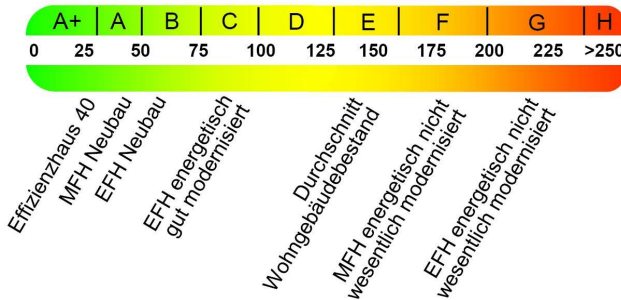 A+ A B C D E F G H
0 25 50 75 100 125 150 175 200 225 >250
Effizienzhaus 40
MFH Neubau
EFH Neubau
EFH energetisch
gut modernisiert
Durchschnitt
Wohngebäudebestand
MFH energetisch nicht
wesentlich modernisiert
EFH energetisch nicht
wesentlich modernisiert